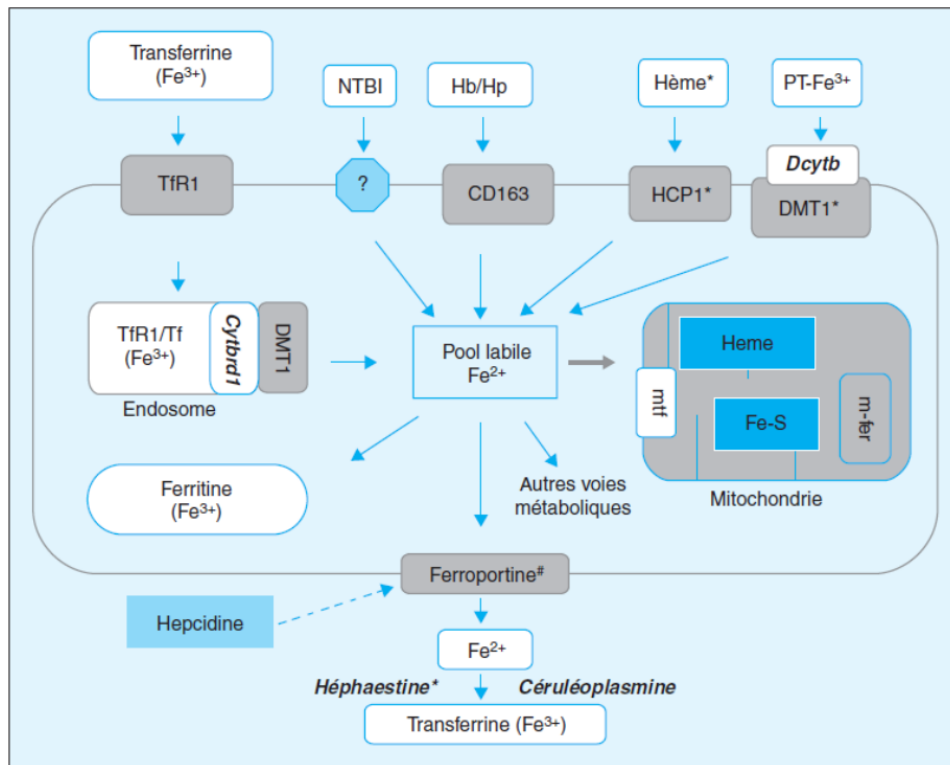 Transferrine
(Fe³⁺)
NTBI
Hb/Hp
Hème*
PT-Fe³⁺
TfR1
?
CD163
HCP1*
Dcytb
DMT1*
TfR1/Tf
(Fe³⁺)
Cytbrd1
DMT1
Endosome
Pool labile
Fe²⁺
mtf
Heme
Fe-S
m-fer
Mitochondrie
Ferritine
(Fe³⁺)
Autres voies
métaboliques
Ferroportine#
Hepcidine
Fe²⁺
Héphaestine*
Céruléoplasmine
Transferrine (Fe³⁺)